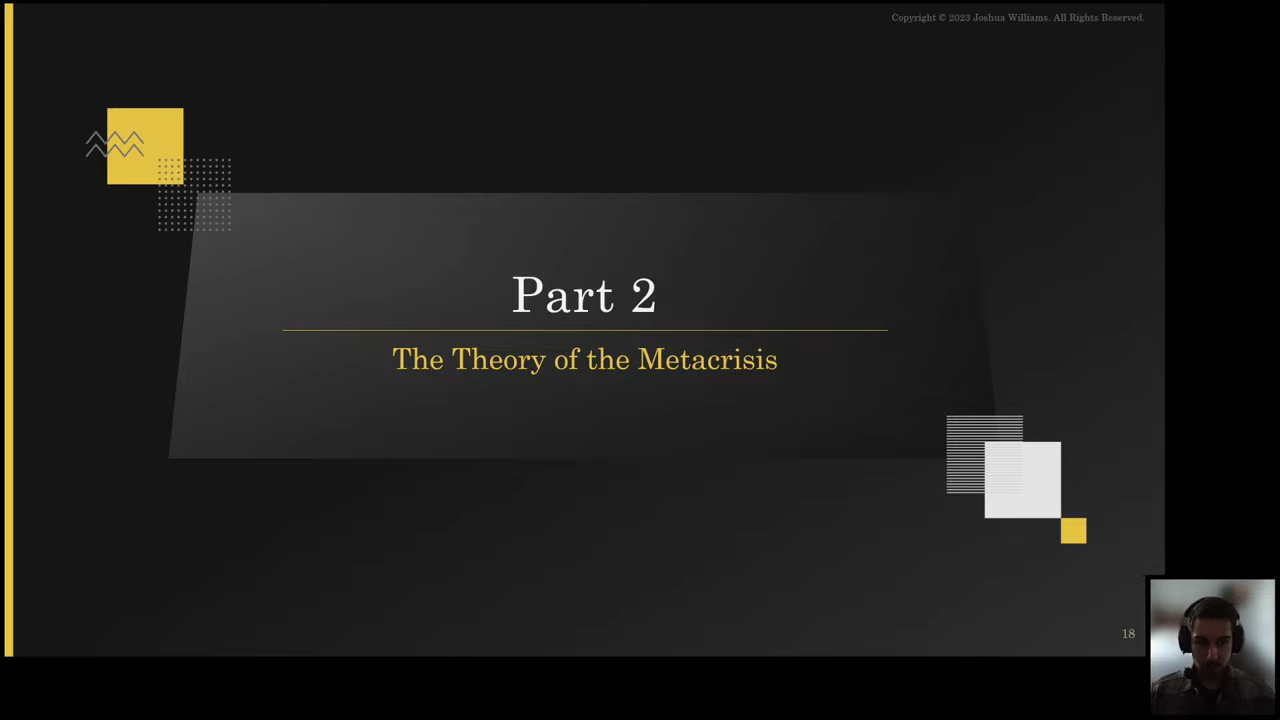 Copyright © 2023 Joshua Williams. All Rights Reserved.
Part 2
The Theory of the Metacrisis
18